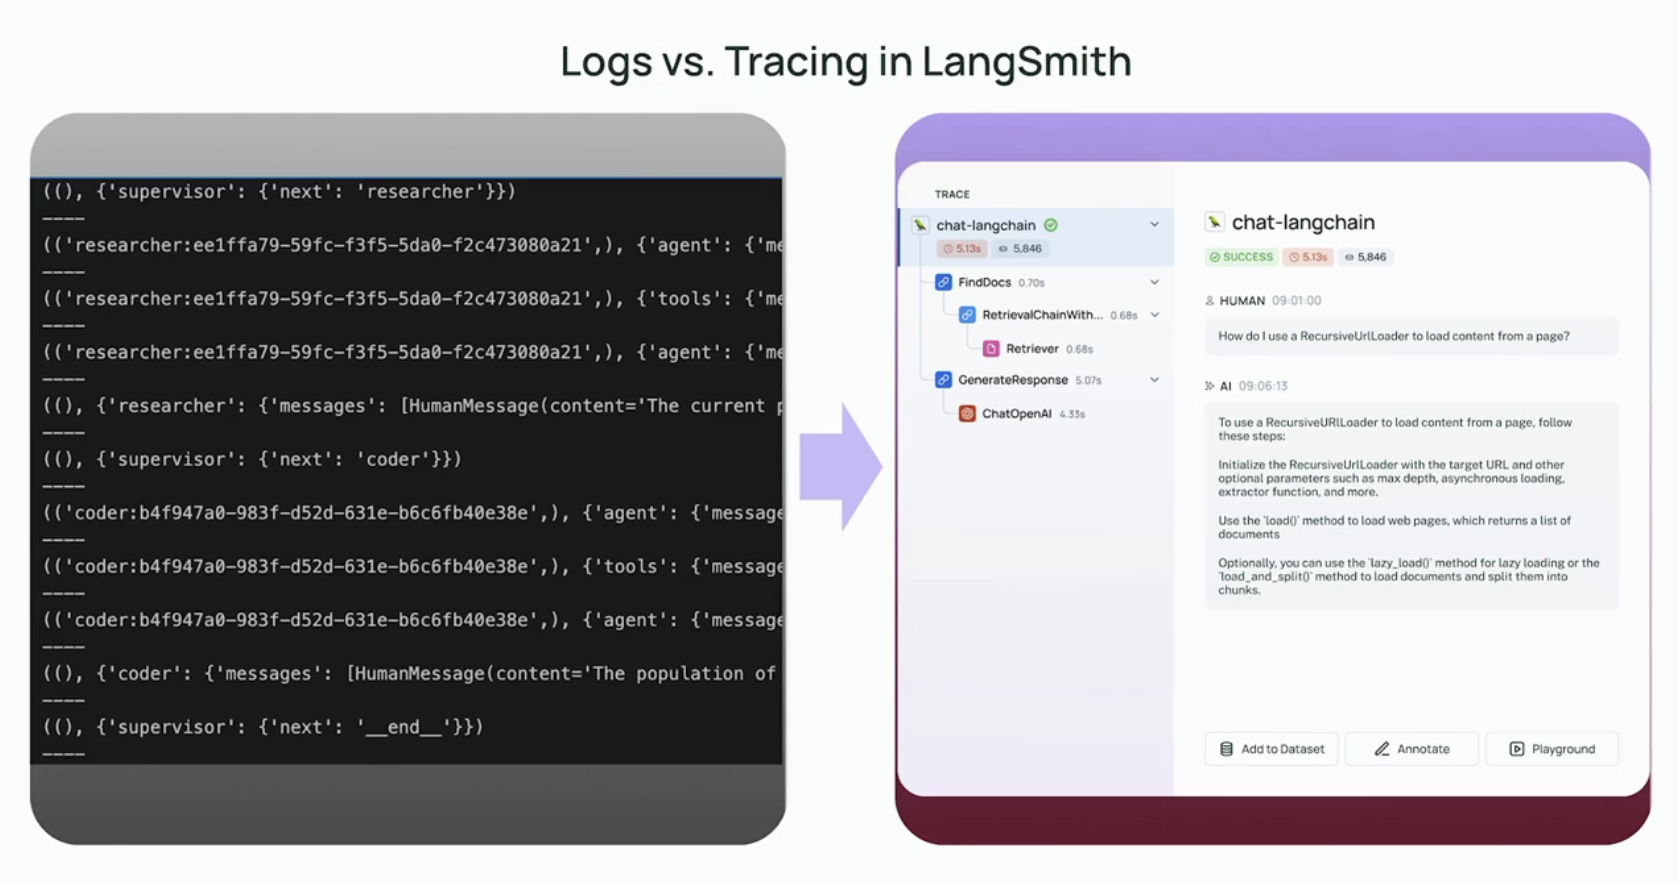 Logs vs. Tracing in LangSmith
((), {'supervisor': {'next': 'researcher'}})
----
(('researcher:ee1ffa79-59fc-f3f5-5da0-f2c473080a21',), {'agent': {'me
----
(('researcher:ee1ffa79-59fc-f3f5-5da0-f2c473080a21',), {'tools': {'me
----
(('researcher:ee1ffa79-59fc-f3f5-5da0-f2c473080a21',), {'agent': {'me
----
((), {'researcher': {'messages': [HumanMessage(content='The current p
----
((), {'supervisor': {'next': 'coder'}})
----
(('coder:b4f947a0-983f-d52d-631e-b6c6fb40e38e',), {'agent': {'message
----
(('coder:b4f947a0-983f-d52d-631e-b6c6fb40e38e',), {'tools': {'message
----
(('coder:b4f947a0-983f-d52d-631e-b6c6fb40e38e',), {'agent': {'message
----
((), {'coder': {'messages': [HumanMessage(content='The population of
----
((), {'supervisor': {'next': '__end__'}})
----
TRACE
chat-langchain
5.13s 5,846
FindDocs 0.70s
RetrievalChainWith... 0.68s
Retriever 0.68s
GenerateResponse 5.07s
ChatOpenAI 4.33s
chat-langchain
SUCCESS 5.13s 5,846
HUMAN 09:01:00
How do I use a RecursiveUrlLoader to load content from a page?
AI 09:06:13
To use a RecursiveURlLoader to load content from a page, follow
these steps:
Initialize the RecursiveUrlLoader with the target URL and other
optional parameters such as max depth, asynchronous loading,
extractor function, and more.
Use the `load()` method to load web pages, which returns a list of
documents
Optionally, you can use the `lazy_load()` method for lazy loading or the
`load_and_split()` method to load documents and split them into
chunks.
Add to Dataset
Annotate
Playground